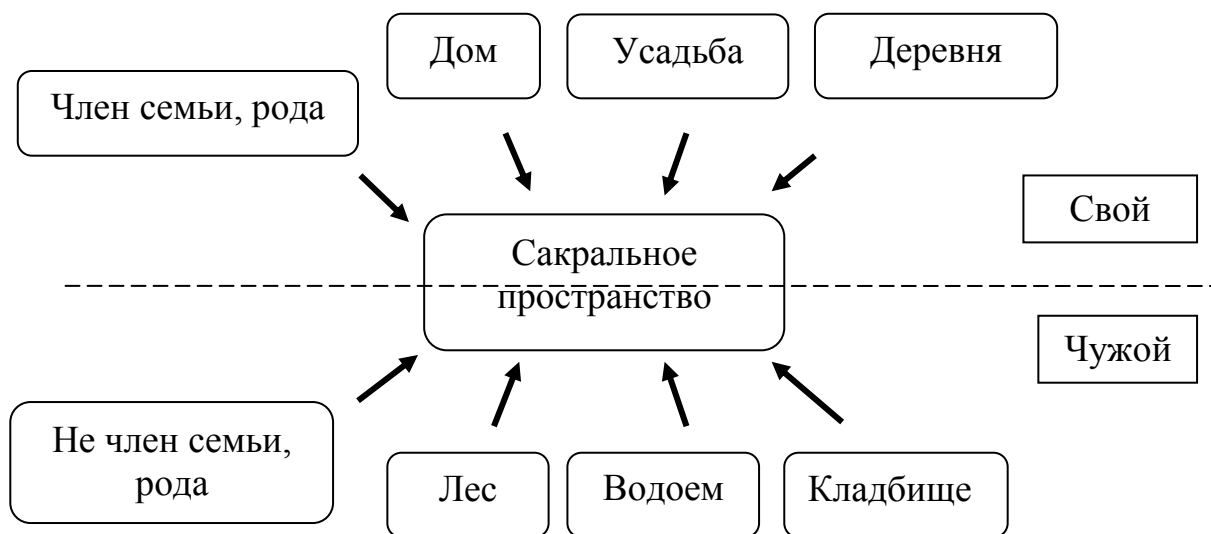 Дом
Усадьба
Деревня
Член семьи, рода
Свой
Сакральное
пространство
Чужой
Не член семьи,
рода
Лес
Водоем
Кладбище